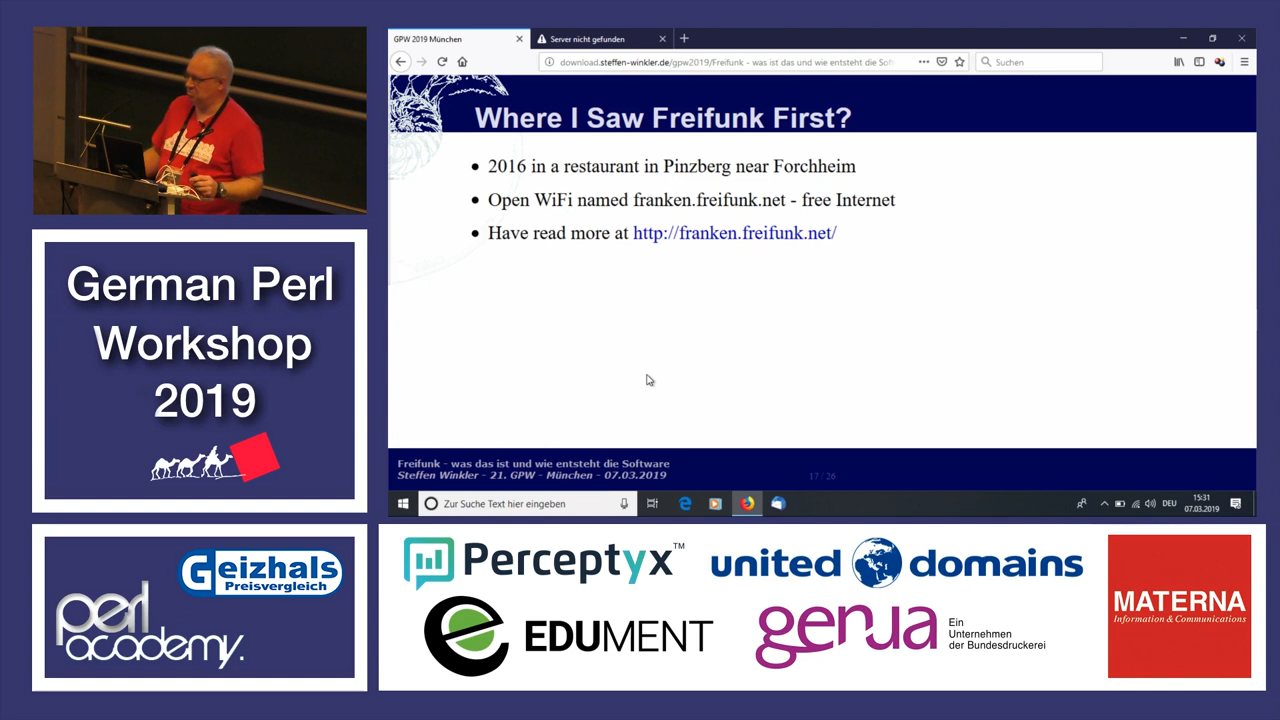 GPW 2019 München
Server nicht gefunden
download.steffen-winkler.de/gpw2019/Freifunk - was das ist und wie entsteht die Sof
Suchen
Where I Saw Freifunk First?
2016 in a restaurant in Pinzberg near Forchheim
Open WiFi named franken.freifunk.net - free Internet
Have read more at http://franken.freifunk.net/
Freifunk - was das ist und wie entsteht die Software
Steffen Winkler - 21. GPW - München - 07.03.2019
17 / 26
Zur Suche Text hier eingeben
DEU
15:31
07.03.2019
German Perl
Workshop
2019
Geizhals
Preisvergleich
perl
academy.
Perceptyx™
united domains
EDUMENT
genua
Ein
Unternehmen
der Bundesdruckerei
MATERNA
Information & Communications